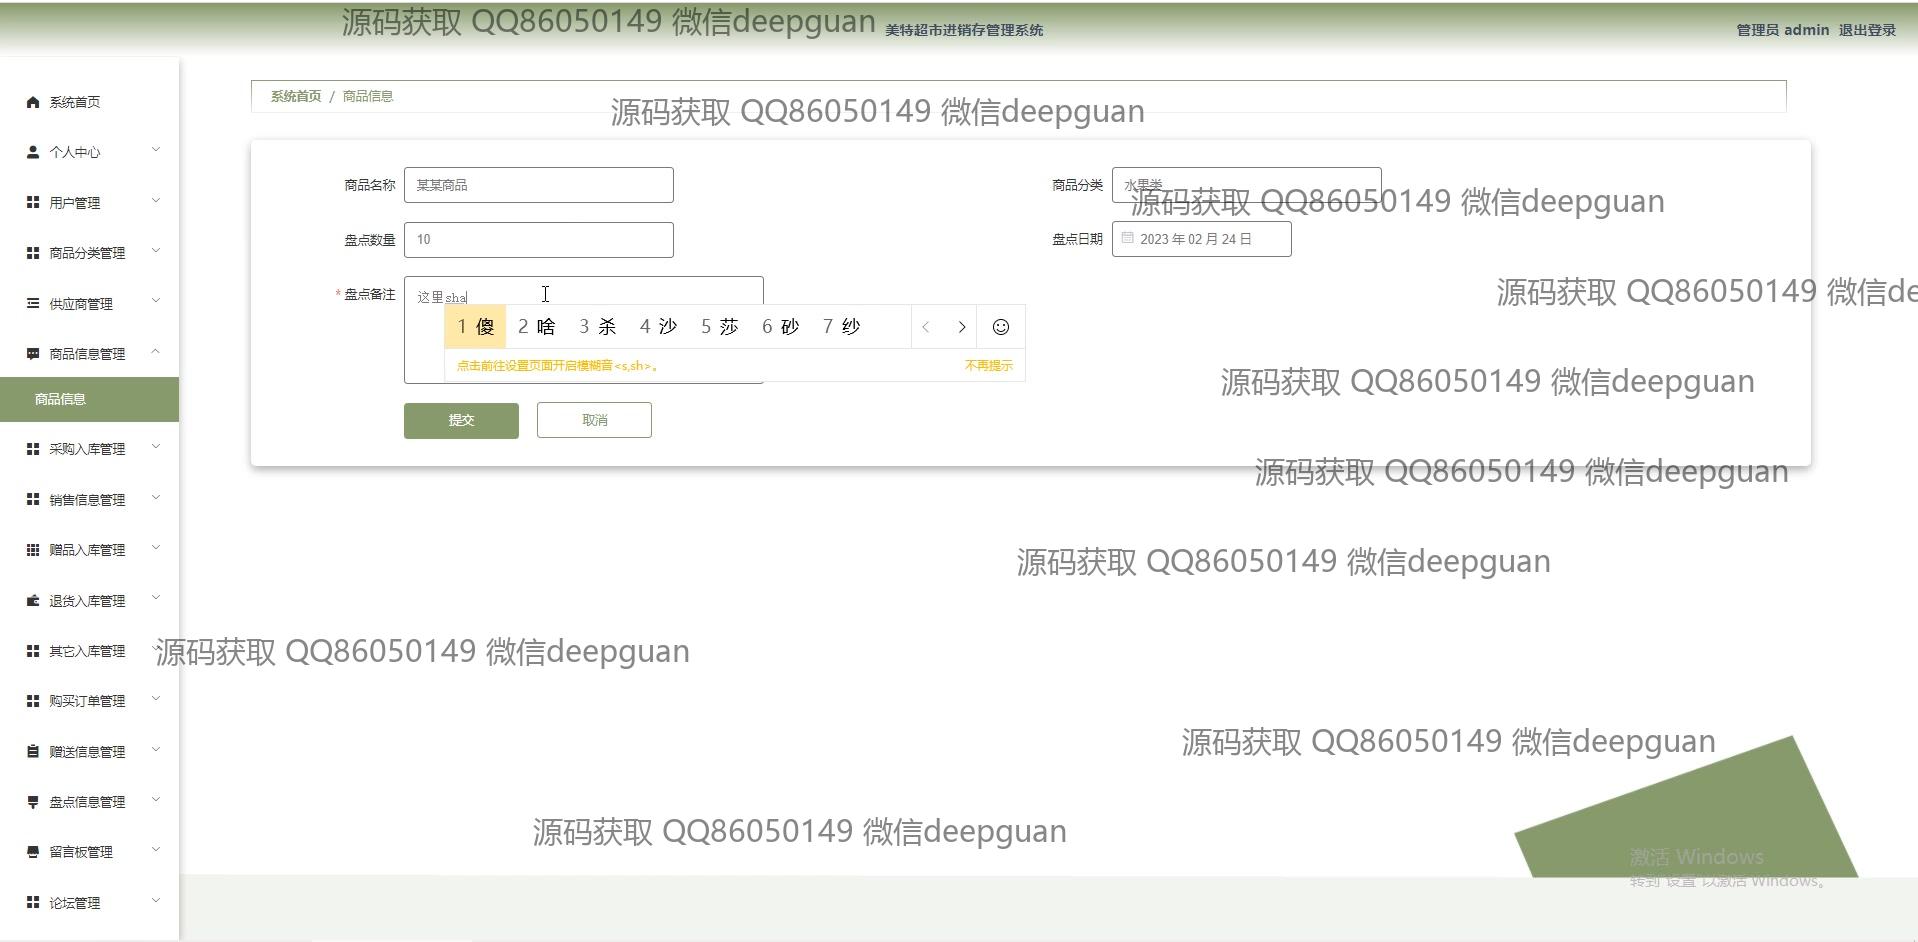 源码获取 QQ86050149 微信deepguan
美特超市进销存管理系统
管理员 admin 退出登录
系统首页
个人中心
用户管理
商品分类管理
供应商管理
商品信息管理
商品信息
采购入库管理
销售信息管理
赠品入库管理
退货入库管理
其它入库管理
购买订单管理
赠送信息管理
盘点信息管理
留言板管理
论坛管理
系统首页 / 商品信息
源码获取 QQ86050149 微信deepguan
商品名称 某某商品
商品分类 水果类
源码获取 QQ86050149 微信deepguan
盘点数量 10
盘点日期 2023 年 02 月 24 日
* 盘点备注 这里sha
源码获取 QQ86050149 微信de
1 傻 2 啥 3 杀 4 沙 5 莎 6 砂 7 纱
点击前往设置页面开启模糊音<s,sh>。 不再提示
源码获取 QQ86050149 微信deepguan
提交 取消
源码获取 QQ86050149 微信deepguan
源码获取 QQ86050149 微信deepguan
源码获取 QQ86050149 微信deepguan
源码获取 QQ86050149 微信deepguan
源码获取 QQ86050149 微信deepguan
激活 Windows
转到"设置"以激活 Windows。